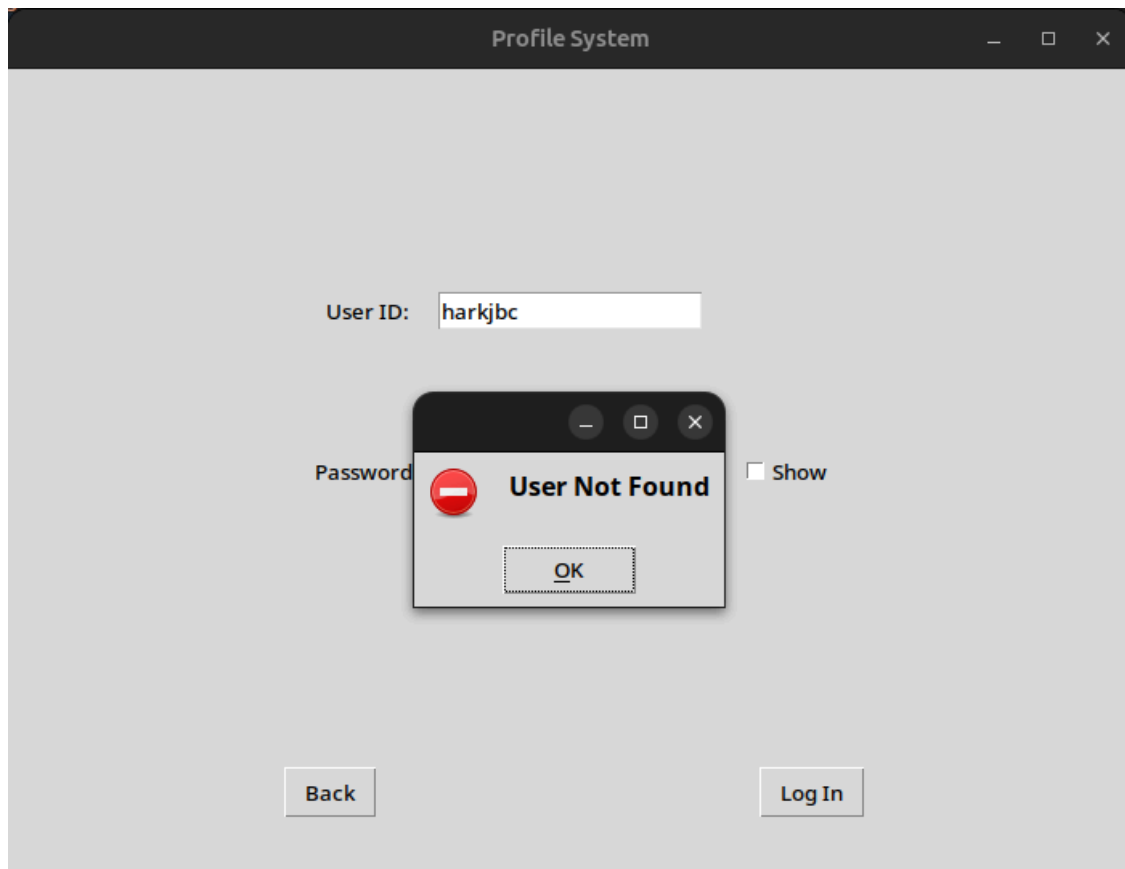 Profile System
User ID:
harkjbc
Password
Show
User Not Found
OK
Back
Log In